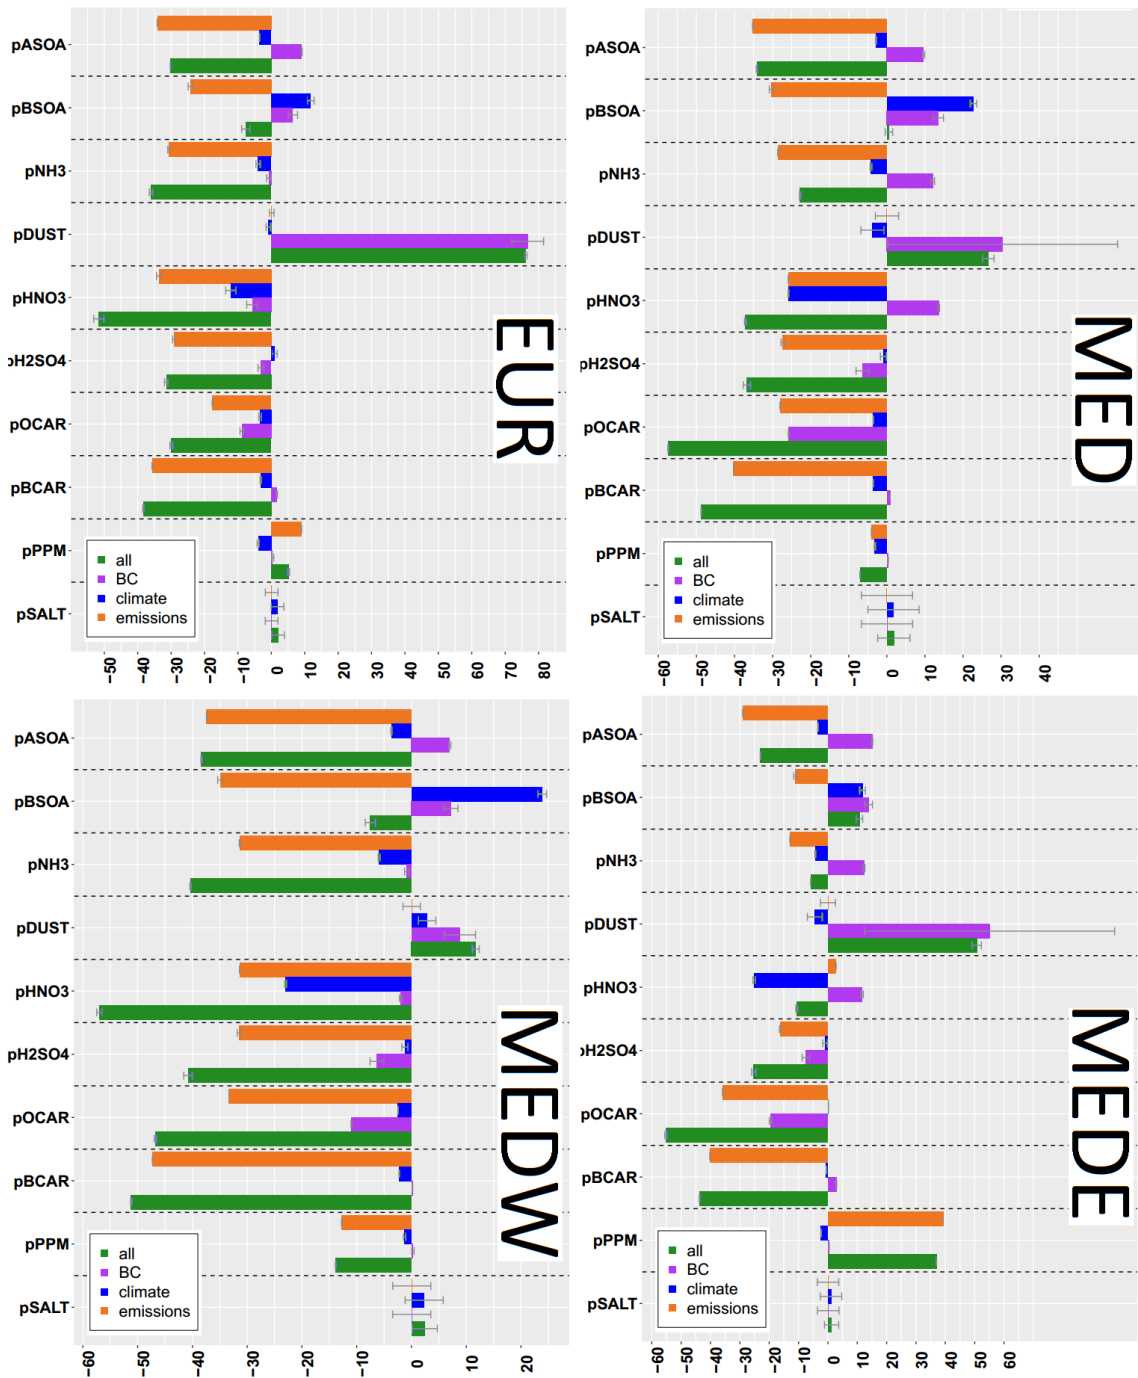 pASOA
pBSOA
pNH3
pDUST
pHNO3
pH2SO4
pOCAR
pBCAR
pPPM
pSALT
all
BC
climate
emissions
EUR
−50 −40 −30 −20 −10 0 10 20 30 40 50 60 70 80
pASOA
pBSOA
pNH3
pDUST
pHNO3
pH2SO4
pOCAR
pBCAR
pPPM
pSALT
all
BC
climate
emissions
MED
−60 −50 −40 −30 −20 −10 0 10 20 30 40
pASOA
pBSOA
pNH3
pDUST
pHNO3
pH2SO4
pOCAR
pBCAR
pPPM
pSALT
all
BC
climate
emissions
MEDW
−60 −50 −40 −30 −20 −10 0 10 20
pASOA
pBSOA
pNH3
pDUST
pHNO3
pH2SO4
pOCAR
pBCAR
pPPM
pSALT
all
BC
climate
emissions
MEDE
−60 −50 −40 −30 −20 −10 0 10 20 30 40 50 60